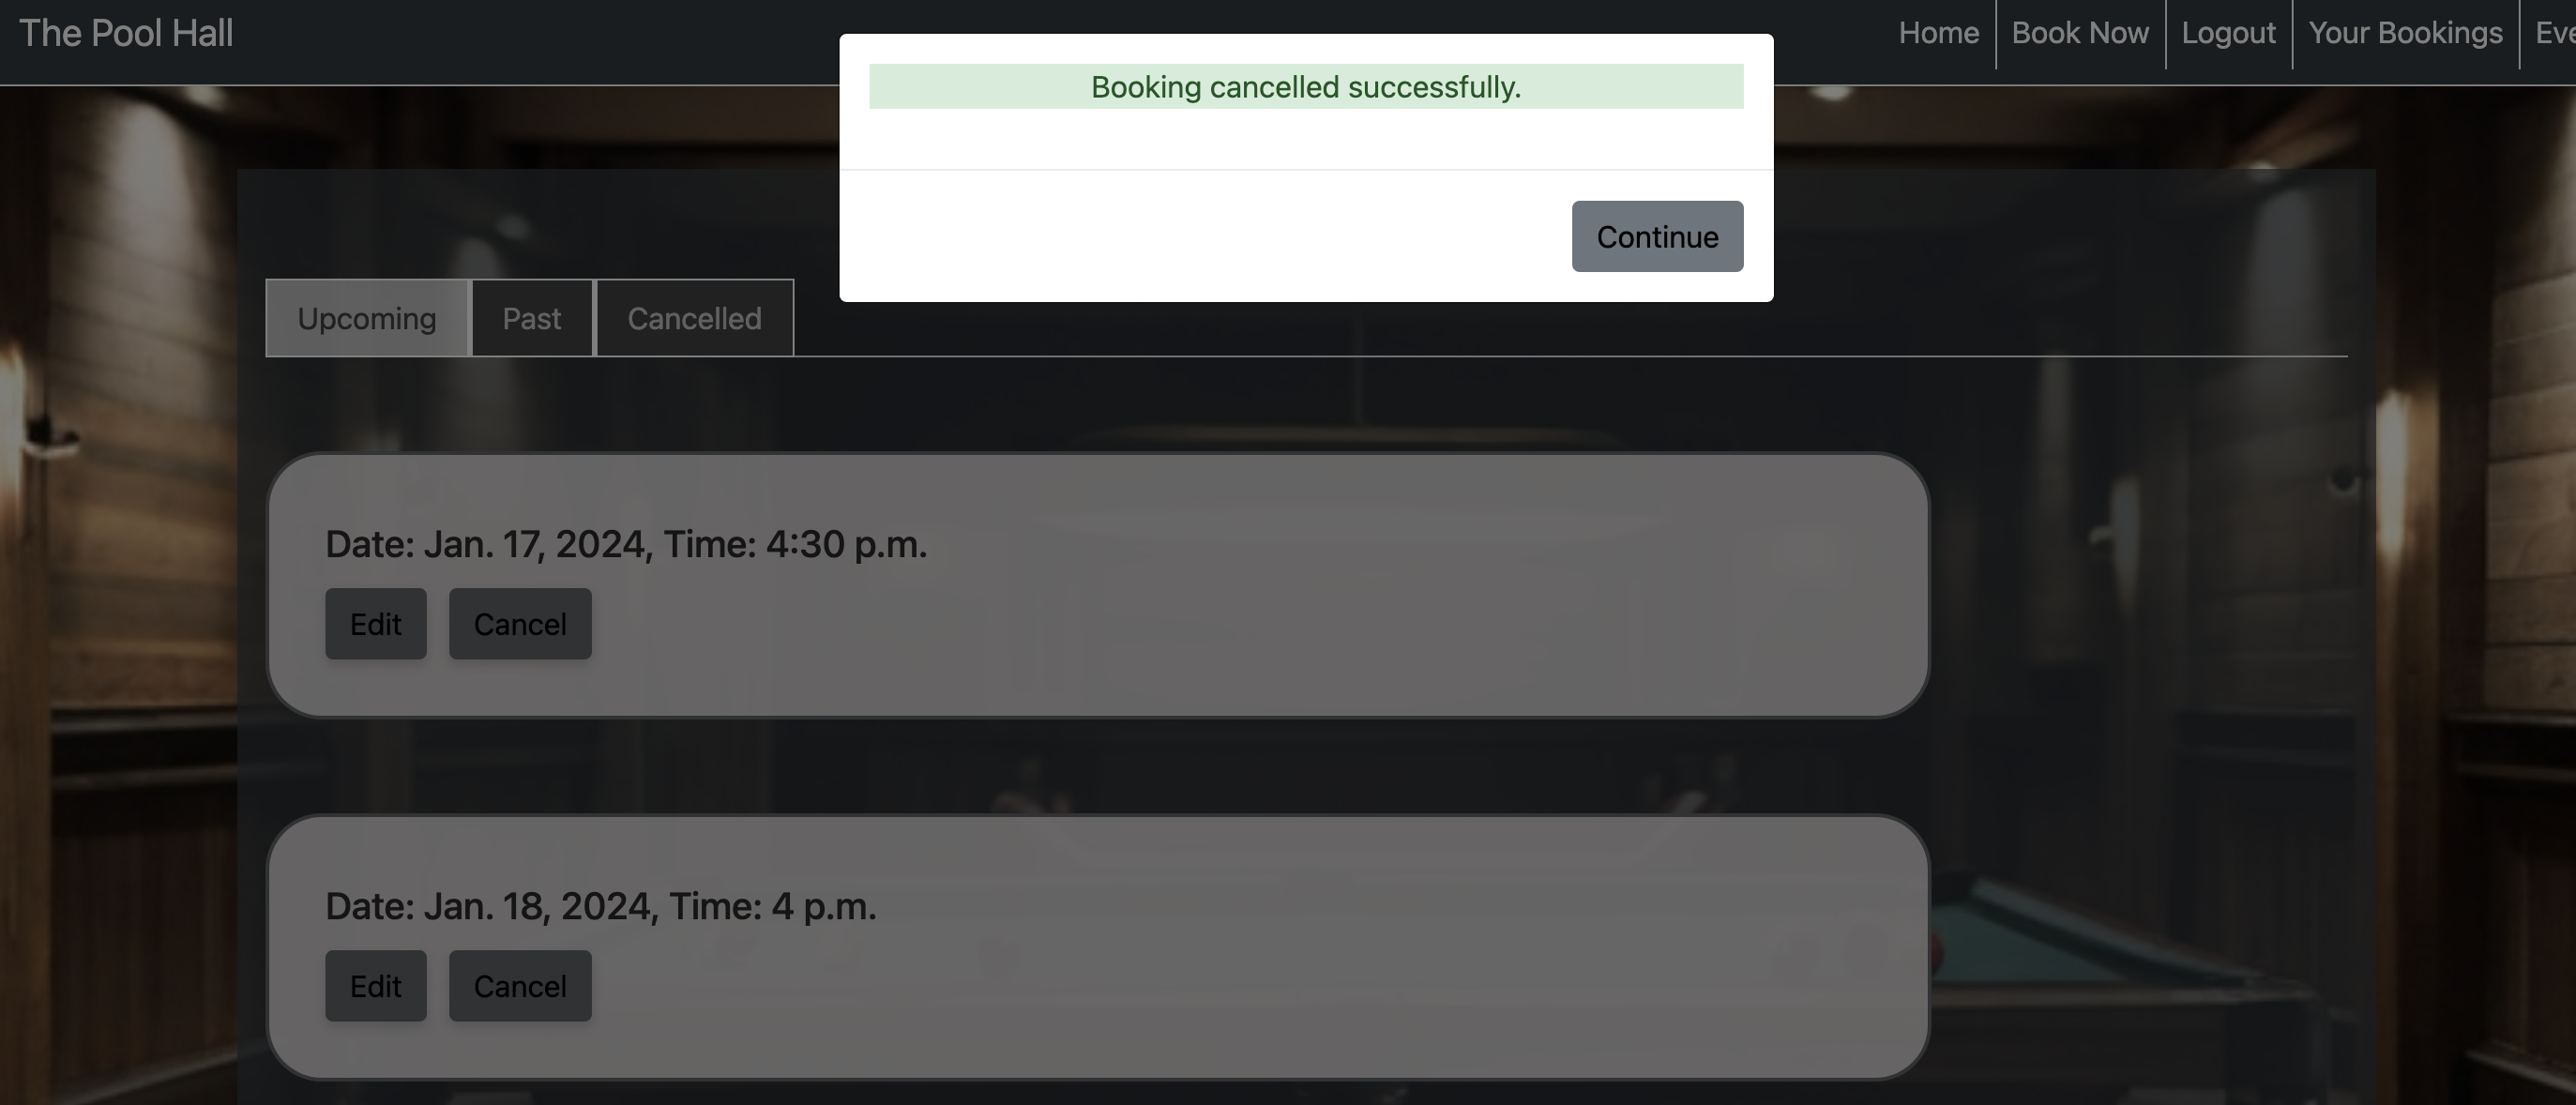 The Pool Hall
Home
Book Now
Logout
Your Bookings
Booking cancelled successfully.
Continue
Upcoming
Past
Cancelled
Date: Jan. 17, 2024, Time: 4:30 p.m.
Edit
Cancel
Date: Jan. 18, 2024, Time: 4 p.m.
Edit
Cancel